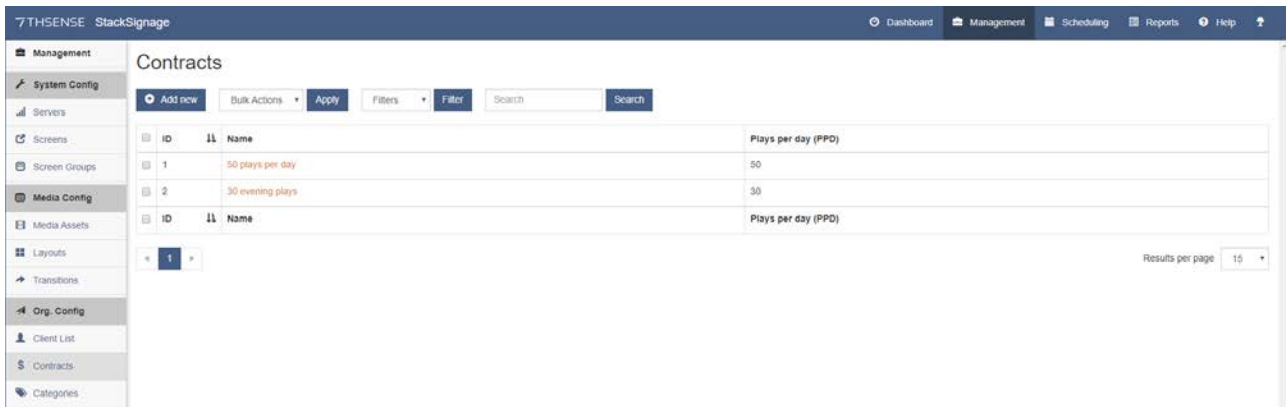 7THSENSE StackSignage
Dashboard Management Scheduling Reports Help
Management
System Config
Servers
Screens
Screen Groups
Media Config
Media Assets
Layouts
Transitions
Org. Config
Client List
$ Contracts
Categories
Contracts
Add new Bulk Actions Apply Filters Filter Search Search
ID Name Plays per day (PPD)
1 50 plays per day 50
2 30 evening plays 30
ID Name Plays per day (PPD)
« 1 » Results per page 15